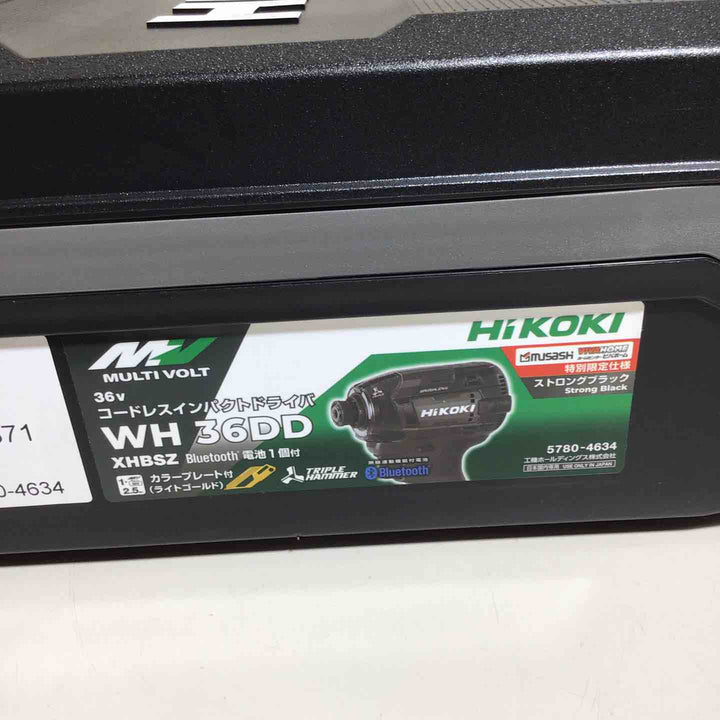 H
571
0-4634
MULTI VOLT
36V
コードレスインパクトドライバ
WH 36DD
XHBSZ Bluetooth 電池1個付
カラープレート付
(ライトゴールド)
TRIPLE
HAMMER
Bluetooth
HiKOKI
HiKOKI
MUSASHI VIVA HOME
特別限定仕様
ストロングブラック
Strong Black
5780-4634
工機ホールディングス株式会社
日本国内専用 USE ONLY IN JAPAN